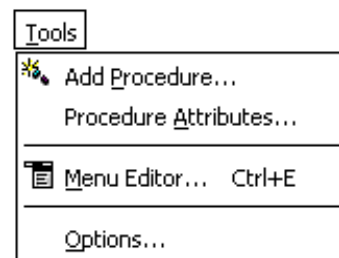 Tools
Add Procedure...
Procedure Attributes...
Menu Editor... Ctrl+E
Options...